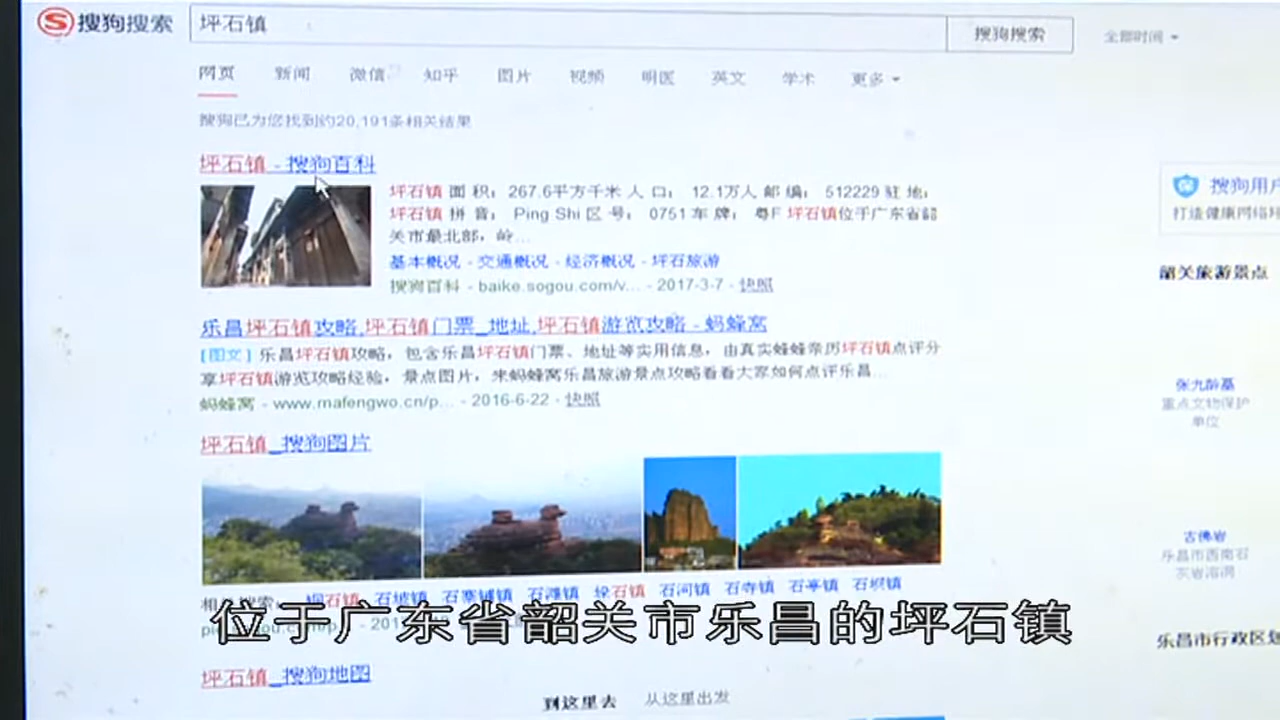 搜狗搜索
坪石镇
搜狗搜索
全部时间
网页 新闻 微信 知乎 图片 视频 明医 英文 学术 更多
搜狗已为您找到约20,191条相关结果
坪石镇 - 搜狗百科
坪石镇 面 积： 267.6平方千米 人 口： 12.1万人 邮 编： 512229 驻 地：
坪石镇 拼 音： Ping Shi 区 号： 0751 车 牌： 粤F 坪石镇位于广东省韶
关市最北部，岭...
基本概况 - 交通概况 - 经济概况 - 坪石旅游
搜狗百科 - baike.sogou.com/v... - 2017-3-7 - 快照
乐昌坪石镇攻略,坪石镇门票_地址,坪石镇游览攻略 - 蚂蜂窝
[图文] 乐昌坪石镇攻略，包含乐昌坪石镇门票、地址等实用信息，由真实蜂蜂亲历坪石镇点评分
享坪石镇游览攻略经验，景点图片，来蚂蜂窝乐昌旅游景点攻略看看大家如何点评乐昌...
蚂蜂窝 - www.mafengwo.cn/p... - 2016-6-22 - 快照
坪石镇_搜狗图片
石坡镇 石寨铺镇 石滩镇 垛石镇 石河镇 石寺镇 石亭镇 石坝镇
位于广东省韶关市乐昌的坪石镇
坪石镇_搜狗地图
到这里去 从这里出发
搜狗用户
打造健康网络环
韶关旅游景点
张九龄墓
重点文物保护
单位
古佛岩
乐昌市西南石
灰岩溶洞
乐昌市行政区划